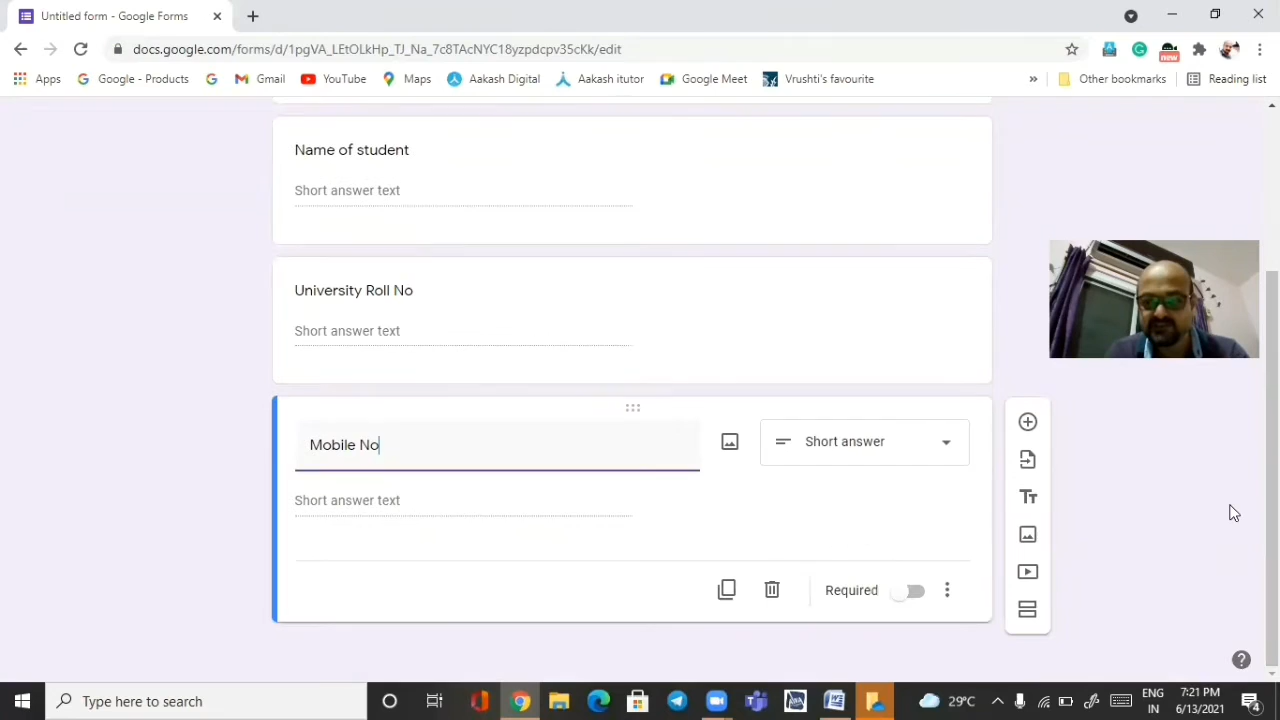 Untitled form - Google Forms
docs.google.com/forms/d/1pgVA_LEtOLkHp_TJ_Na_7c8TAcNYC18yzpdcpv35cKk/edit
new
Apps Google - Products Gmail YouTube Maps Aakash Digital Aakash itutor Google Meet Vrushti's favourite » Other bookmarks Reading list
Name of student
Short answer text
University Roll No
Short answer text
Mobile No
Short answer
Short answer text
Required
Type here to search
29°C
ENG
IN
7:21 PM
6/13/2021
4